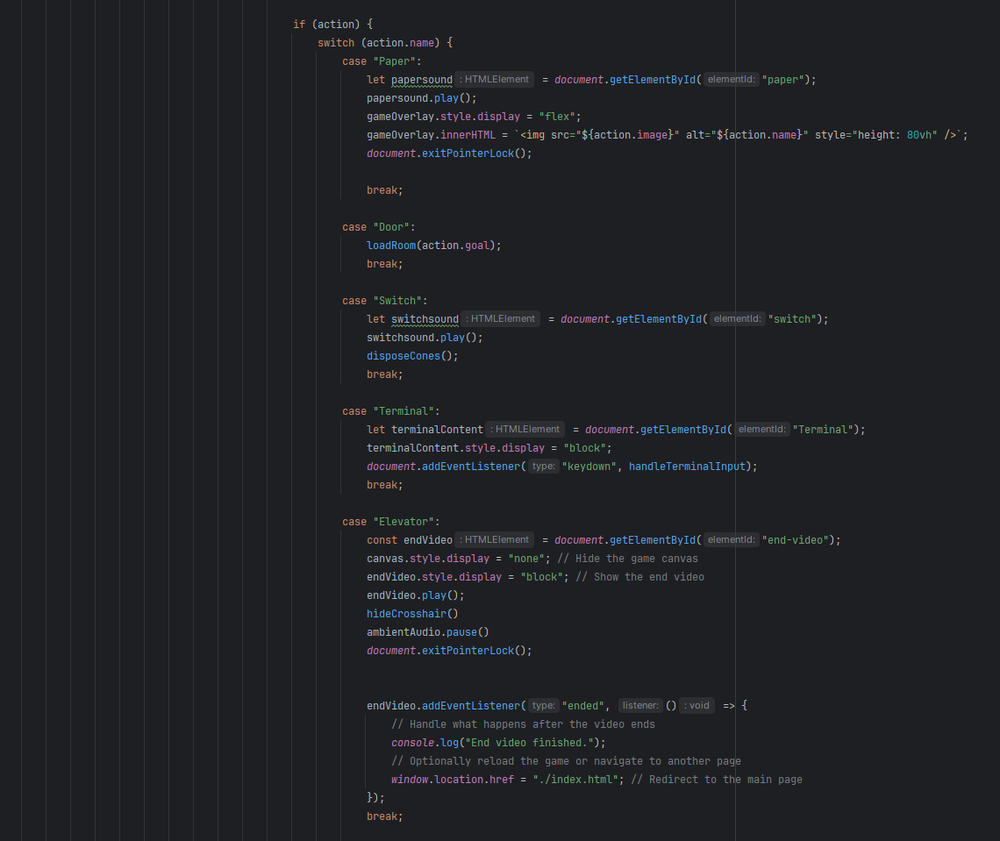 if (action) {
switch (action.name) {
case "Paper":
let papersound : HTMLElement = document.getElementById( elementId: "paper");
papersound.play();
gameOverlay.style.display = "flex";
gameOverlay.innerHTML = `<img src="${action.image}" alt="${action.name}" style="height: 80vh" />`;
document.exitPointerLock();
break;
case "Door":
loadRoom(action.goal);
break;
case "Switch":
let switchsound : HTMLElement = document.getElementById( elementId: "switch");
switchsound.play();
disposeCones();
break;
case "Terminal":
let terminalContent : HTMLElement = document.getElementById( elementId: "Terminal");
terminalContent.style.display = "block";
document.addEventListener( type: "keydown", handleTerminalInput);
break;
case "Elevator":
const endVideo : HTMLElement = document.getElementById( elementId: "end-video");
canvas.style.display = "none"; // Hide the game canvas
endVideo.style.display = "block"; // Show the end video
endVideo.play();
hideCrosshair()
ambientAudio.pause()
document.exitPointerLock();
endVideo.addEventListener( type: "ended", listener: () : void => {
// Handle what happens after the video ends
console.log("End video finished.");
// Optionally reload the game or navigate to another page
window.location.href = "./index.html"; // Redirect to the main page
});
break;